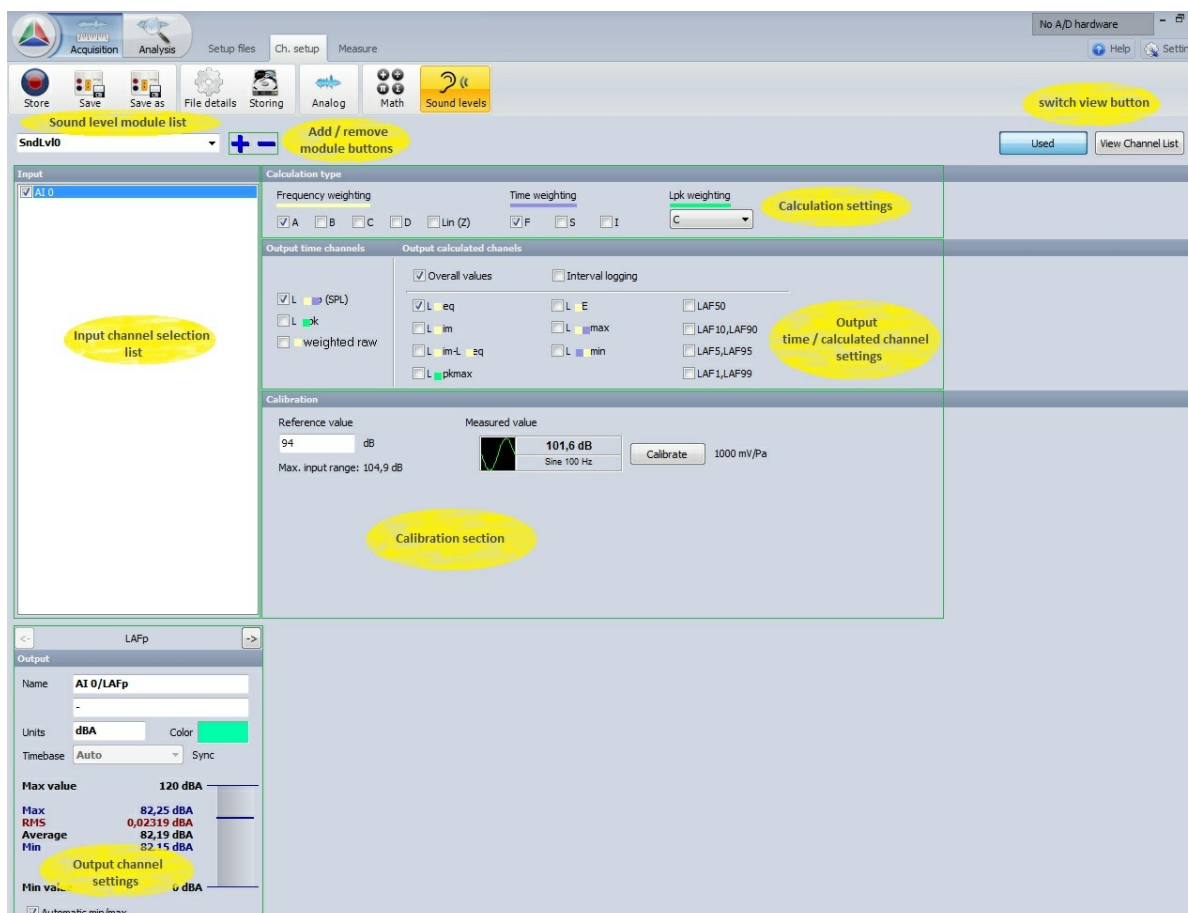 No A/D hardware
Acquisition Analysis Setup files Ch. setup Measure
Help
Store Save Save as File details Storing Analog Math Sound levels
Sound level module list
SndLvl0
Add / remove
module buttons
switch view button
Used View Channel List
Input
AI 0
Input channel selection
list
Calculation type
Frequency weighting Time weighting Lpk weighting
A B C D Lin (Z) F S I C
Calculation settings
Output time channels Output calculated chanels
Overall values Interval logging
L p (SPL)
L pk
weighted raw
L eq L E LAF50
L im L max LAF10,LAF90
L im-L eq L min LAF5,LAF95
L pkmax LAF1,LAF99
Output
time / calculated channel
settings
Calibration
Reference value Measured value
94 dB 101,6 dB
Sine 100 Hz
Calibrate 1000 mV/Pa
Max. input range: 104,9 dB
Calibration section
<- LAFp ->
Output
Name AI 0/LAFp
-
Units dBA Color
Timebase Auto Sync
Max value 120 dBA
Max 82,25 dBA
RMS 0,02319 dBA
Average 82,19 dBA
Min 82,15 dBA
Output channel
settings
Min 0 dBA
Automatic min/max